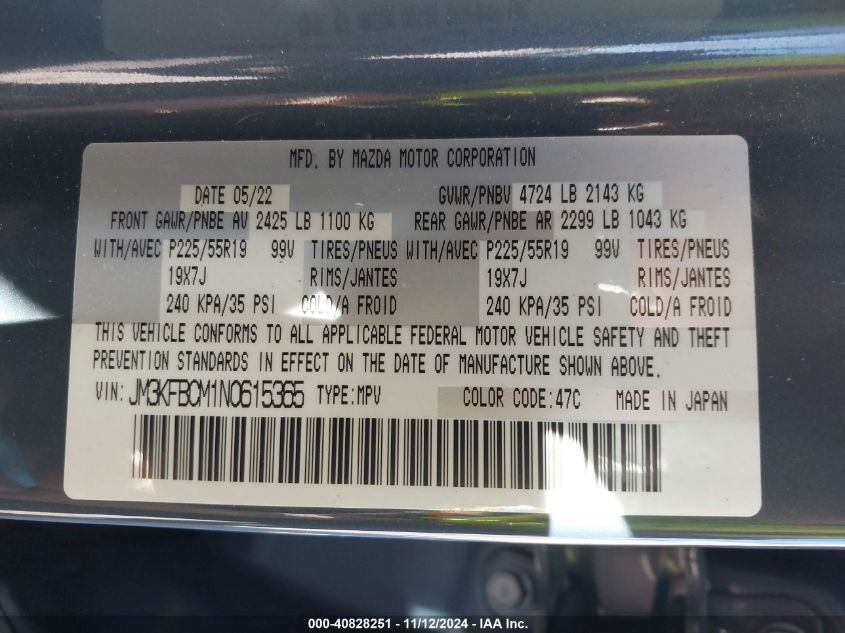 MFD. BY MAZDA MOTOR CORPORATION
DATE 05/22 GVWR/PNBV 4724 LB 2143 KG
FRONT GAWR/PNBE AV 2425 LB 1100 KG REAR GAWR/PNBE AR 2299 LB 1043 KG
WITH/AVEC P225/55R19 99V TIRES/PNEUS WITH/AVEC P225/55R19 99V TIRES/PNEUS
19X7J RIMS/JANTES 19X7J RIMS/JANTES
240 KPA/35 PSI COLD/A FROID 240 KPA/35 PSI COLD/A FROID
THIS VEHICLE CONFORMS TO ALL APPLICABLE FEDERAL MOTOR VEHICLE SAFETY AND THEFT
PREVENTION STANDARDS IN EFFECT ON THE DATE OF MANUFACTURE SHOWN ABOVE.
VIN: JM3KFBCM1N0615365 TYPE: MPV COLOR CODE: 47C MADE IN JAPAN
000-40828251 - 11/12/2024 - IAA Inc.